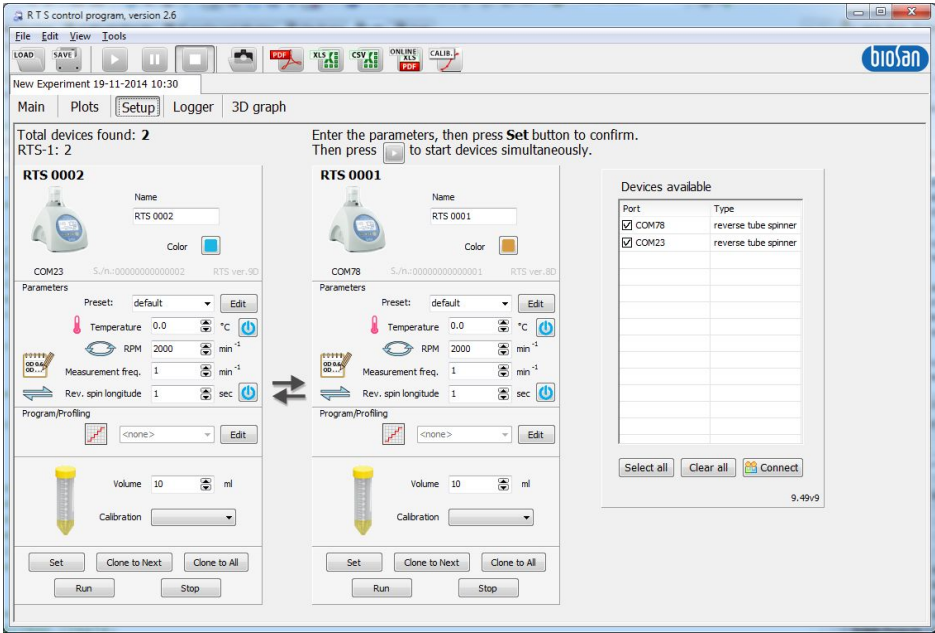 R T S control program, version 2.6
File Edit View Tools
LOAD SAVE PDF XLS CSV ONLINE XLS PDF CALIB.
biosan
New Experiment 19-11-2014 10:30
Main Plots Setup Logger 3D graph
Total devices found: 2
RTS-1: 2
Enter the parameters, then press Set button to confirm.
Then press to start devices simultaneously.
RTS 0002
Name
RTS 0002
Color
COM23 S./n.:00000000000002 RTS ver.9D
Parameters
Preset: default Edit
Temperature 0.0 °C
RPM 2000 min -1
OD 0.6
OD ...
Measurement freq. 1 min -1
Rev. spin longitude 1 sec
Program/Profiling
<none> Edit
Volume 10 ml
Calibration
Set Clone to Next Clone to All
Run Stop
RTS 0001
Name
RTS 0001
Color
COM78 S./n.:00000000000001 RTS ver.8D
Parameters
Preset: default Edit
Temperature 0.0 °C
RPM 2000 min -1
OD 0.6
OD ...
Measurement freq. 1 min -1
Rev. spin longitude 1 sec
Program/Profiling
<none> Edit
Volume 10 ml
Calibration
Set Clone to Next Clone to All
Run Stop
Devices available
Port Type
COM78 reverse tube spinner
COM23 reverse tube spinner
Select all Clear all Connect
9.49v9